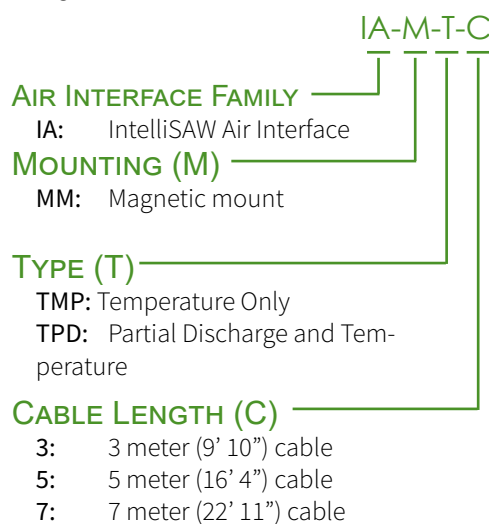 IA-M-T-C
AIR INTERFACE FAMILY
IA: IntelliSAW Air Interface
MOUNTING (M)
MM: Magnetic mount
TYPE (T)
TMP: Temperature Only
TPD: Partial Discharge and Tem-
perature
CABLE LENGTH (C)
3: 3 meter (9’ 10”) cable
5: 5 meter (16’ 4”) cable
7: 7 meter (22’ 11”) cable